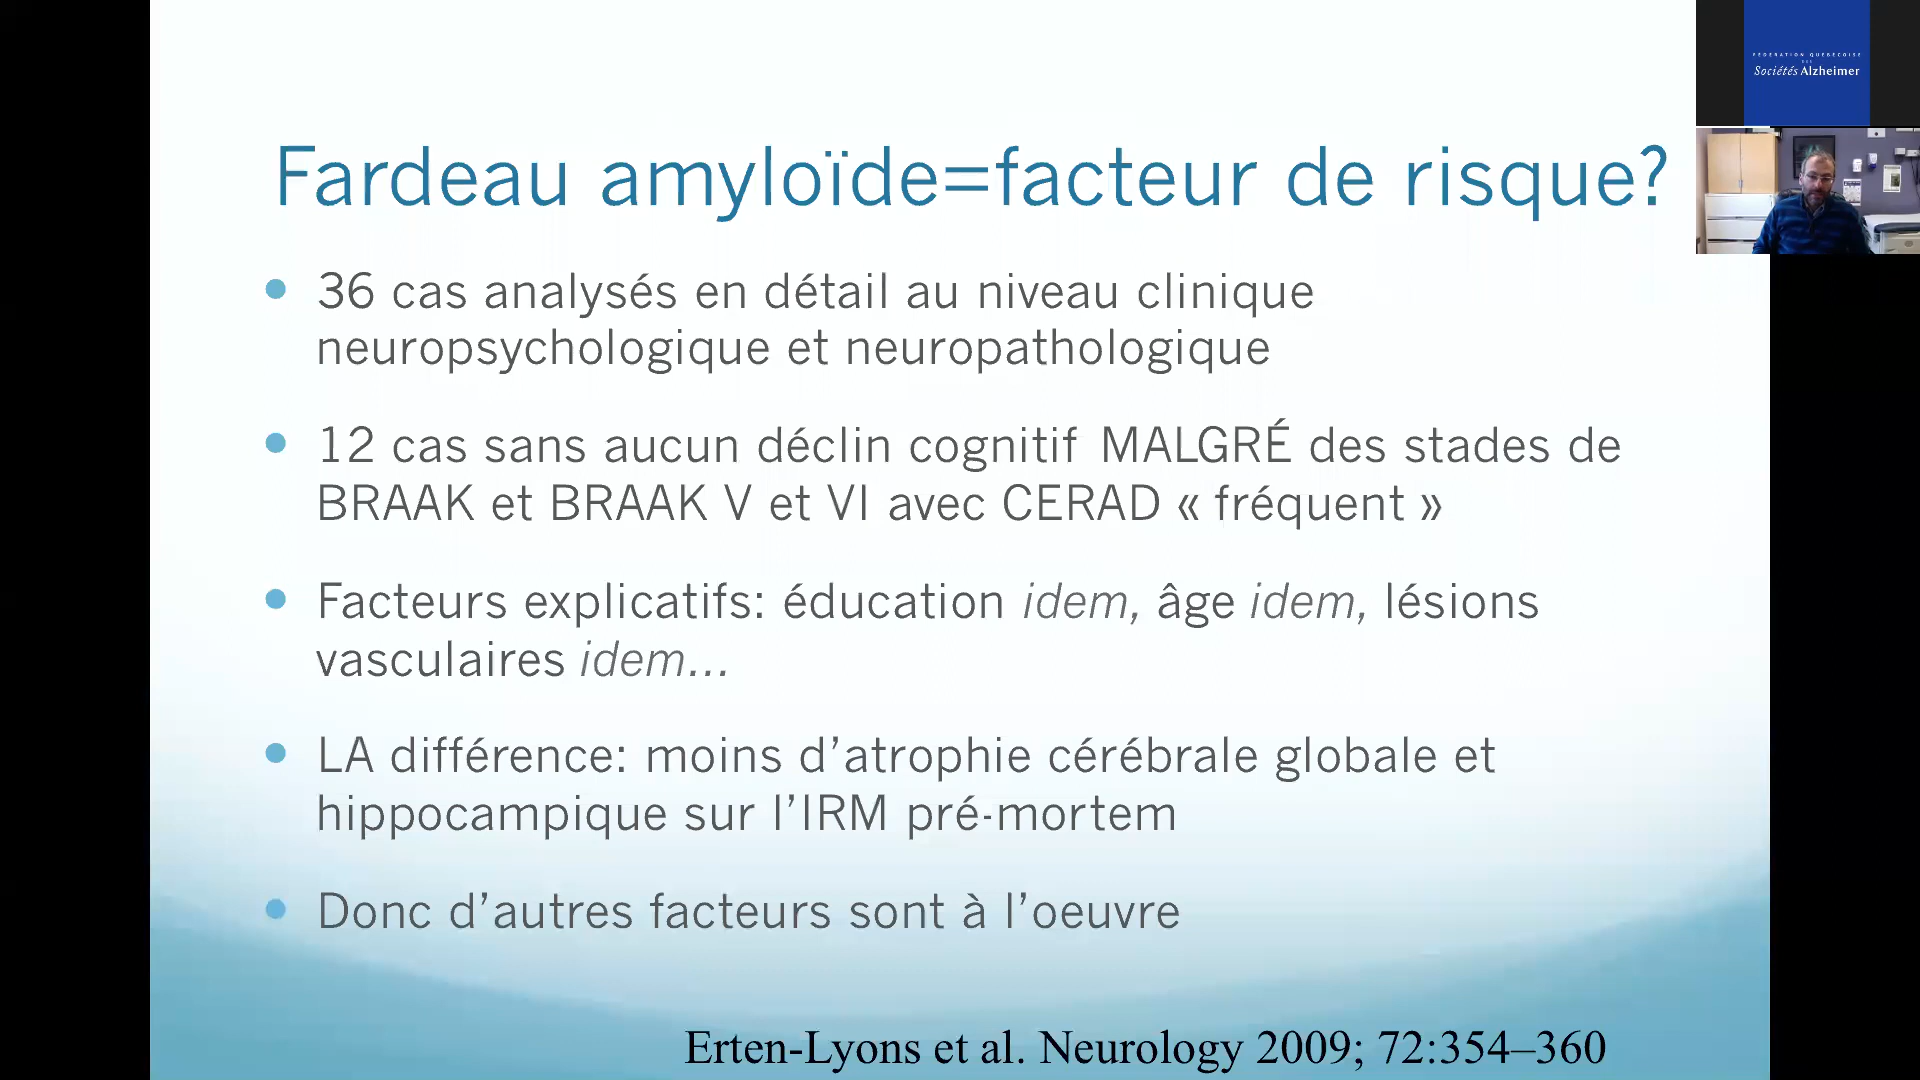 Fardeau amyloïde=facteur de risque?
• 36 cas analysés en détail au niveau clinique
neuropsychologique et neuropathologique
• 12 cas sans aucun déclin cognitif MALGRÉ des stades de
BRAAK et BRAAK V et VI avec CERAD « fréquent »
• Facteurs explicatifs: éducation idem, âge idem, lésions
vasculaires idem...
• LA différence: moins d’atrophie cérébrale globale et
hippocampique sur l’IRM pré-mortem
• Donc d’autres facteurs sont à l’oeuvre
Erten-Lyons et al. Neurology 2009; 72:354–360
FÉDÉRATION QUÉBÉCOISE
DES
Sociétés Alzheimer